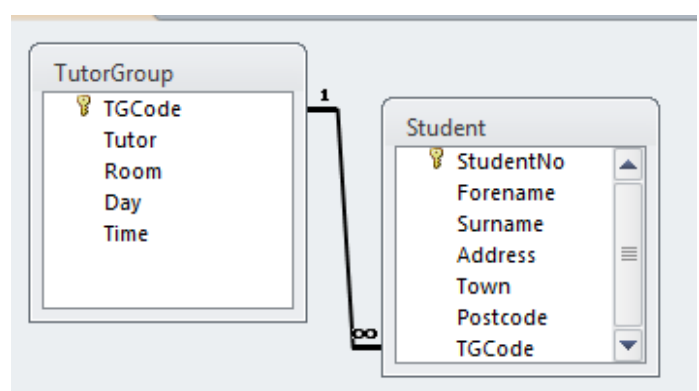 TutorGroup
TGCode
Tutor
Room
Day
Time
1
∞
Student
StudentNo
Forename
Surname
Address
Town
Postcode
TGCode